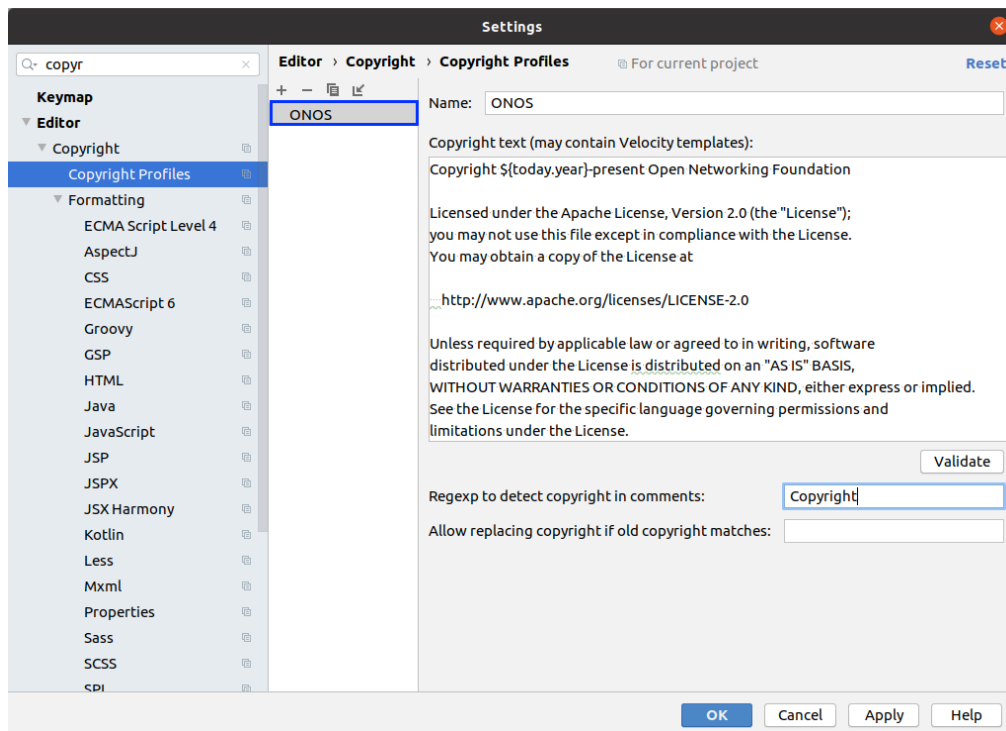 Settings
copyr
Editor › Copyright › Copyright Profiles
For current project
Reset
Keymap
Editor
Copyright
Copyright Profiles
Formatting
ECMA Script Level 4
AspectJ
CSS
ECMAScript 6
Groovy
GSP
HTML
Java
JavaScript
JSP
JSPX
JSX Harmony
Kotlin
Less
Mxml
Properties
Sass
SCSS
SPL
ONOS
Name: ONOS
Copyright text (may contain Velocity templates):
Copyright ${today.year}-present Open Networking Foundation
Licensed under the Apache License, Version 2.0 (the "License");
you may not use this file except in compliance with the License.
You may obtain a copy of the License at
http://www.apache.org/licenses/LICENSE-2.0
Unless required by applicable law or agreed to in writing, software
distributed under the License is distributed on an "AS IS" BASIS,
WITHOUT WARRANTIES OR CONDITIONS OF ANY KIND, either express or implied.
See the License for the specific language governing permissions and
limitations under the License.
Validate
Regexp to detect copyright in comments: Copyright
Allow replacing copyright if old copyright matches:
OK
Cancel
Apply
Help